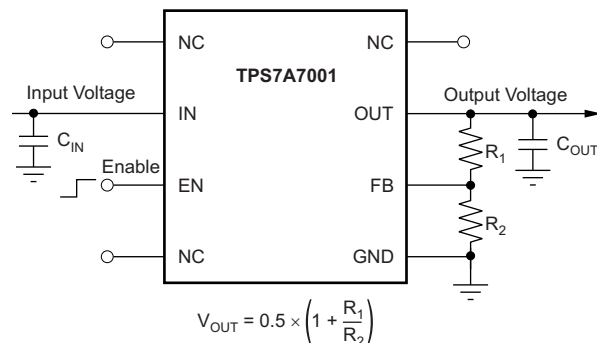 NC
NC
TPS7A7001
Input Voltage
IN
OUT
Output Voltage
C_IN
R_1
C_OUT
Enable
EN
FB
R_2
NC
GND
V_OUT = 0.5 × (1 + R_1/R_2)